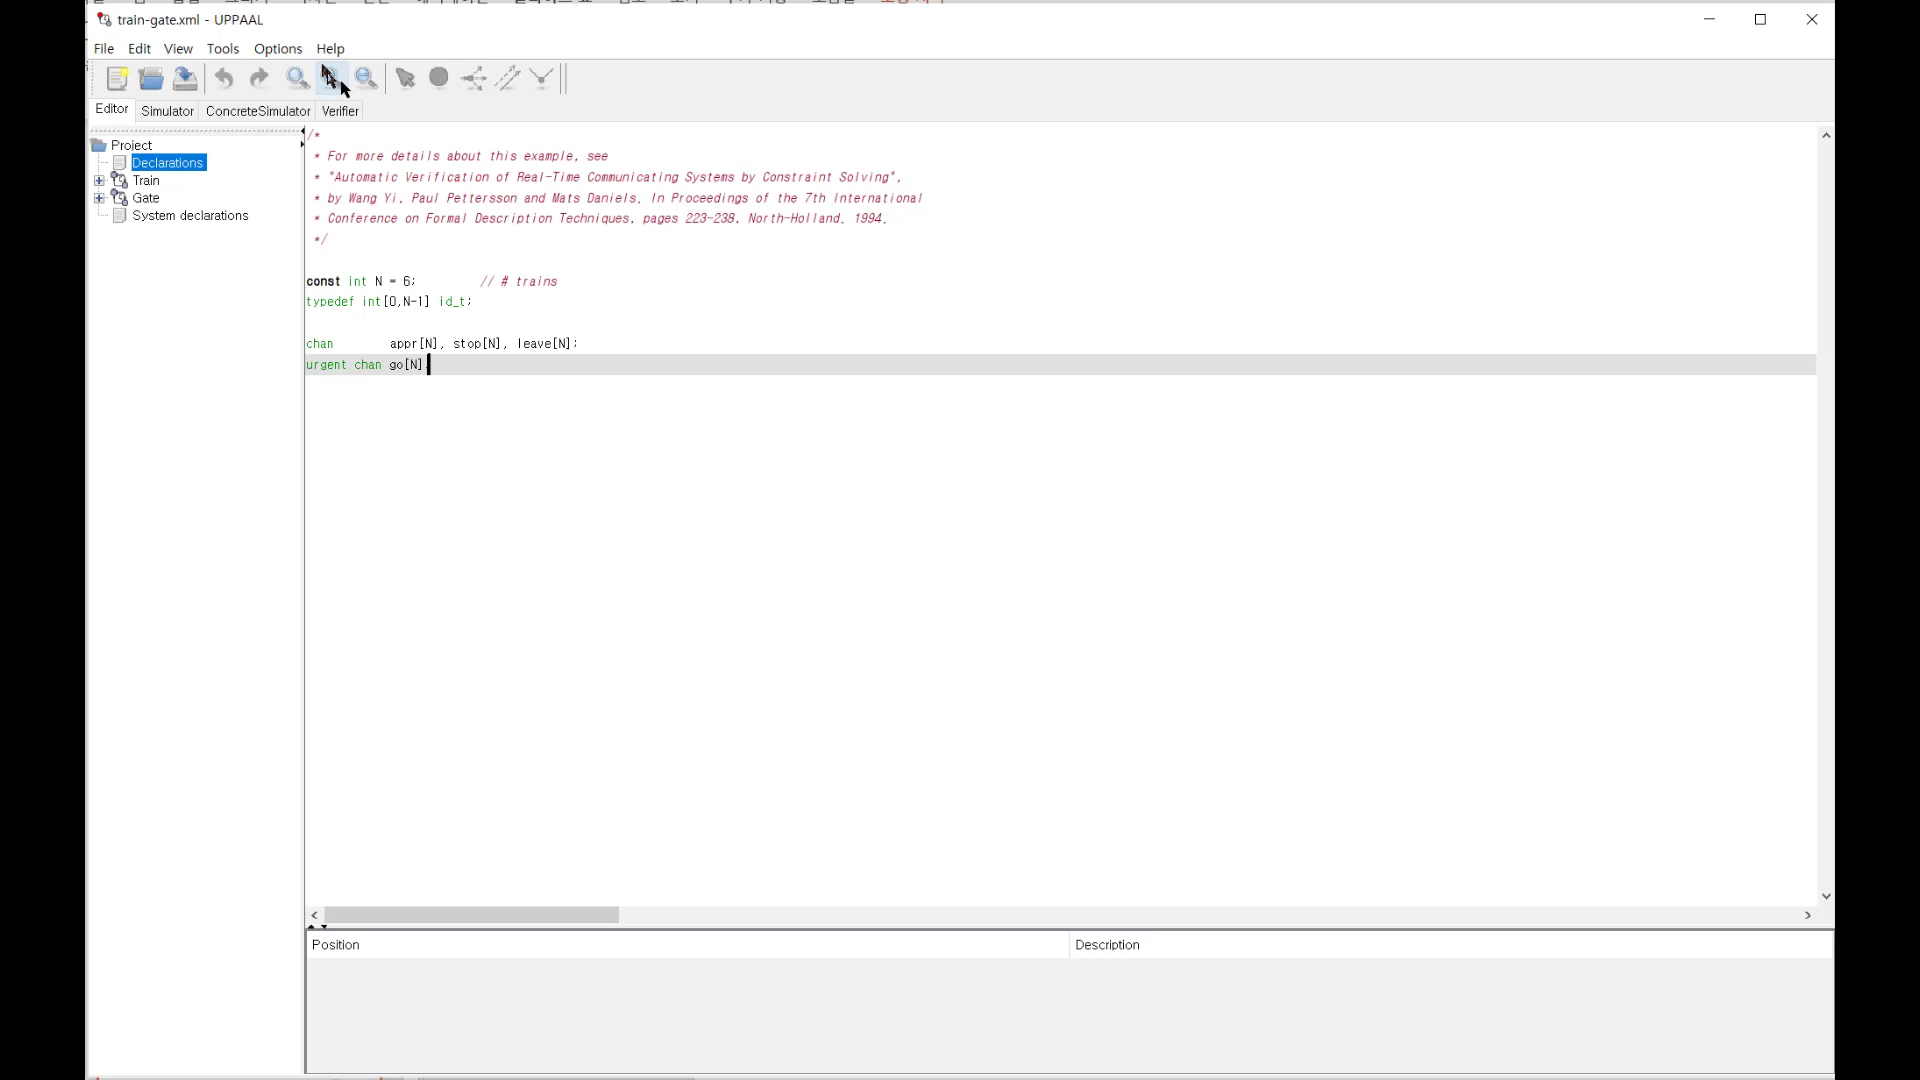 train-gate.xml - UPPAAL
File Edit View Tools Options Help
Editor Simulator ConcreteSimulator Verifier
Project
Declarations
Train
Gate
System declarations
/*
* For more details about this example, see
* "Automatic Verification of Real-Time Communicating Systems by Constraint Solving",
* by Wang Yi, Paul Pettersson and Mats Daniels. In Proceedings of the 7th International
* Conference on Formal Description Techniques, pages 223-238, North-Holland. 1994.
*/
const int N = 6; // # trains
typedef int[0,N-1] id_t;
chan appr[N], stop[N], leave[N];
urgent chan go[N]
Position Description